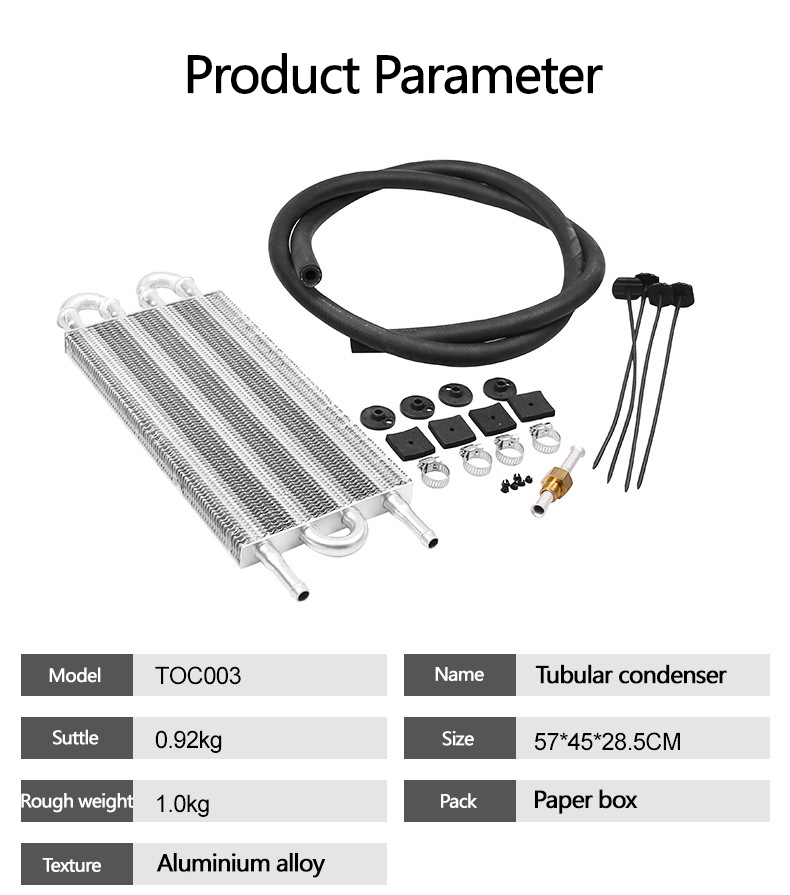 Product Parameter
Model TOC003
Name Tubular condenser
Suttle 0.92kg
Size 57*45*28.5CM
Rough weight 1.0kg
Pack Paper box
Texture Aluminium alloy